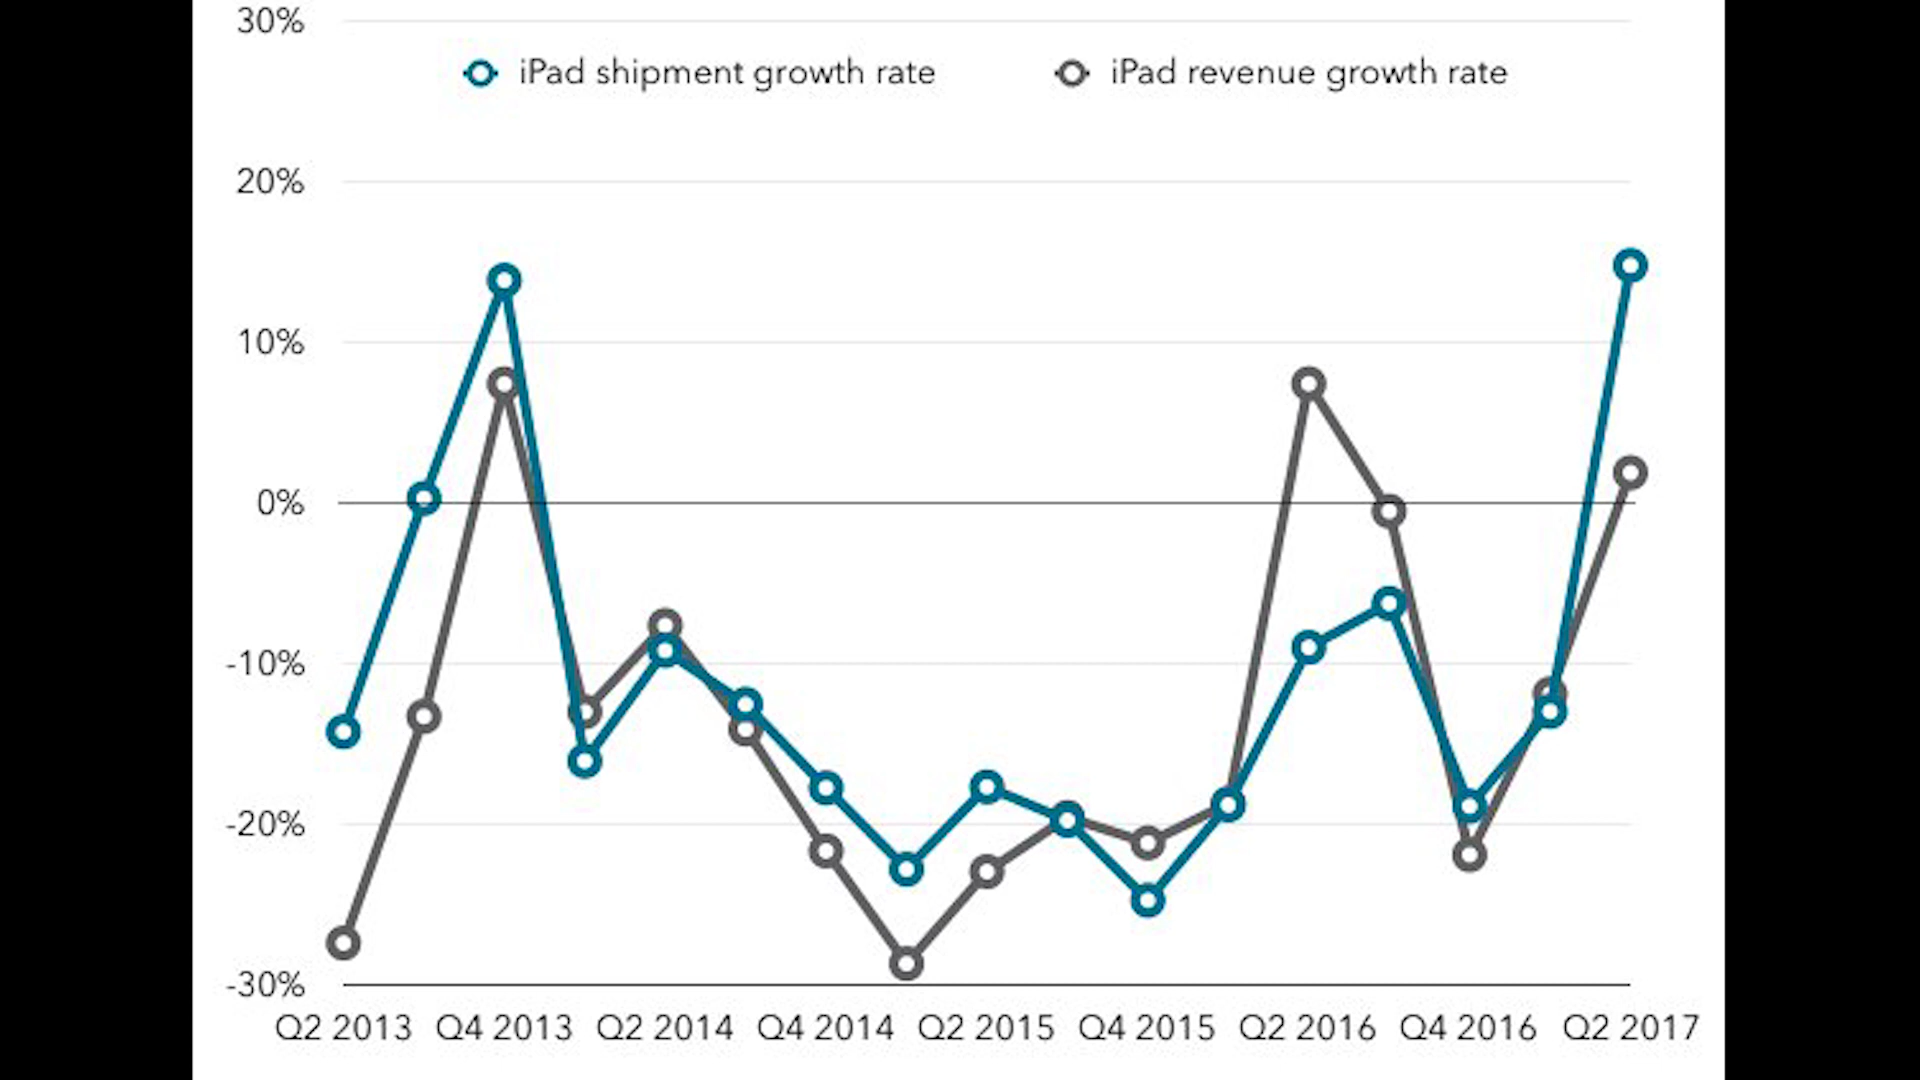 30%
iPad shipment growth rate
iPad revenue growth rate
20%
10%
0%
-10%
-20%
-30%
Q2 2013 Q4 2013 Q2 2014 Q4 2014 Q2 2015 Q4 2015 Q2 2016 Q4 2016 Q2 2017